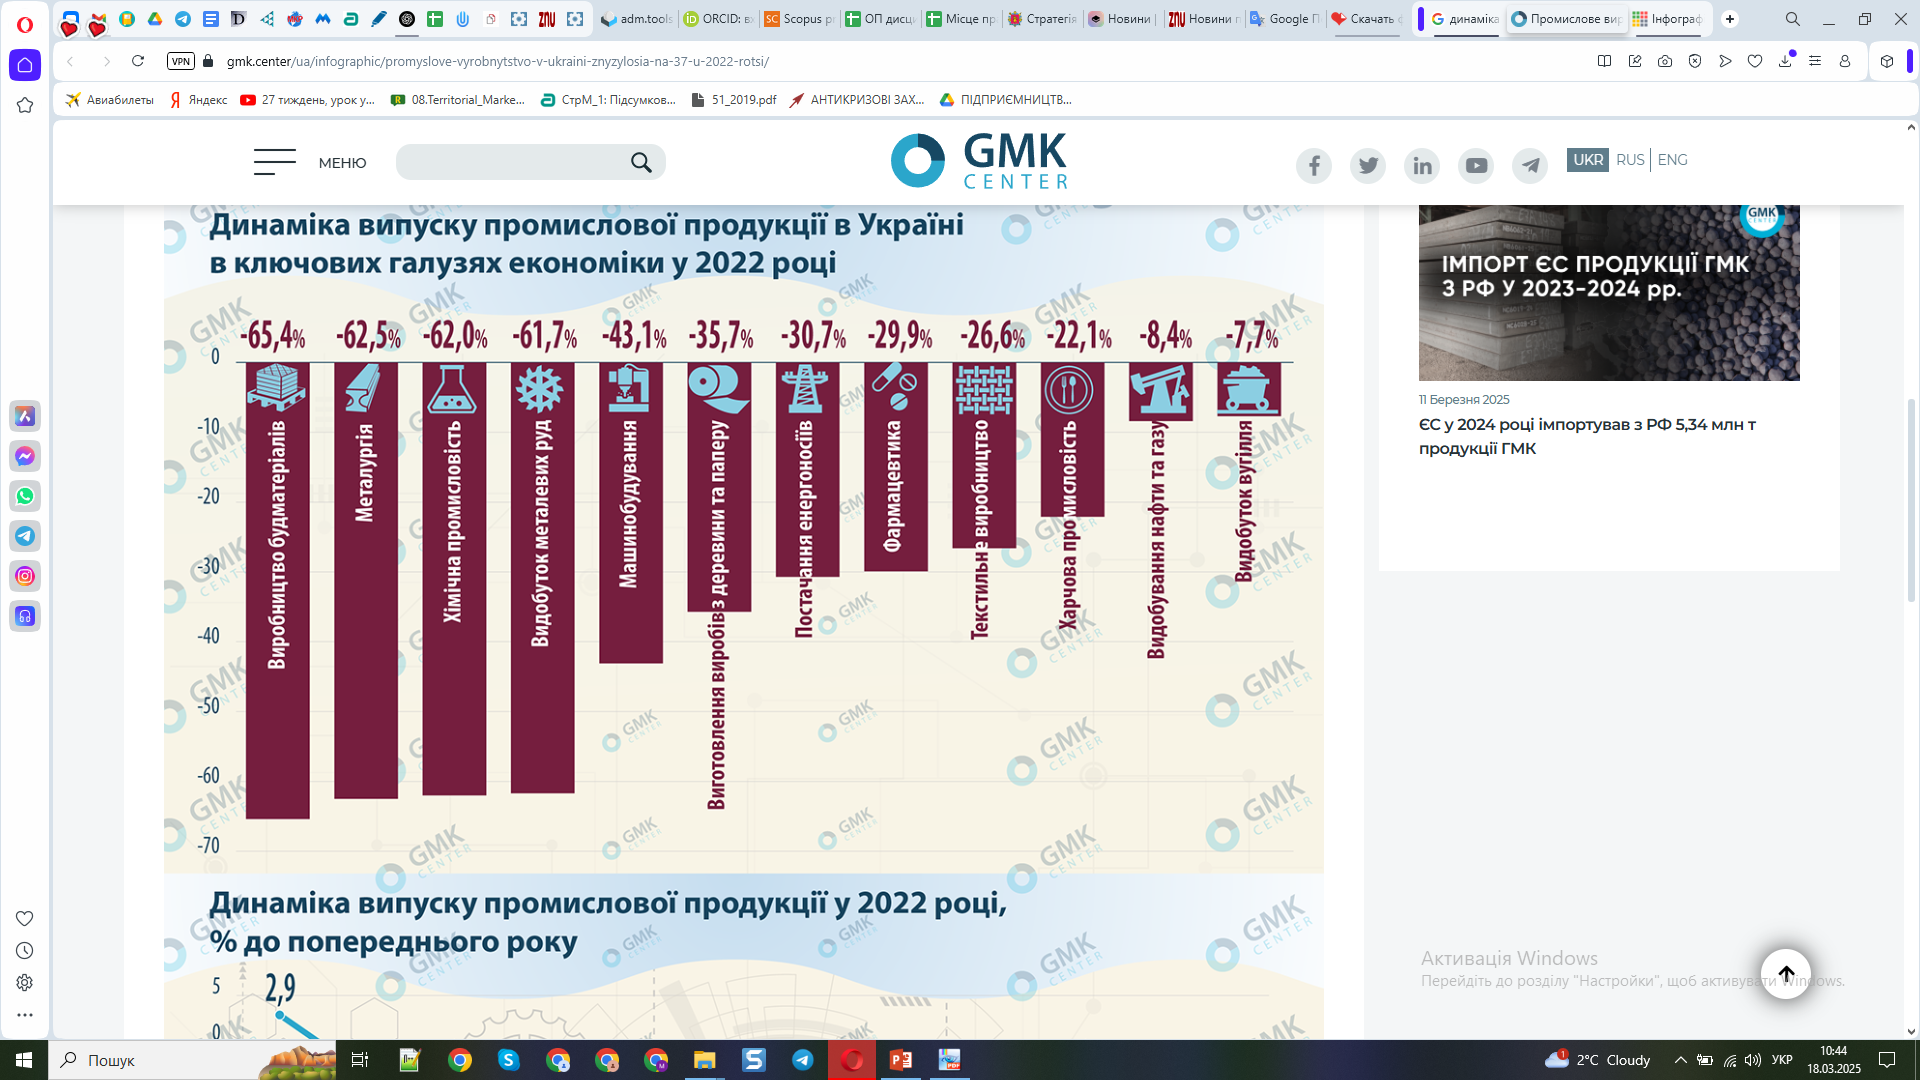 adm.tools
ORCID: вх
Scopus pr
ОП дисц
Місце пр
Стратегія
Новини |
ZNU Новини г
Google П
Скачать ф
динаміка
Промислове вир
Інфограф
VPN
gmk.center/ua/infographic/promyslove-vyrobnytstvo-v-ukraini-znyzylosia-na-37-u-2022-rotsi/
Авиабилеты
Яндекс
27 тиждень, урок у...
08.Territorial_Marke...
СтрМ_1: Підсумков...
51_2019.pdf
АНТИКРИЗОВІ ЗАХ...
ПІДПРИЄМНИЦТВ...
МЕНЮ
GMK
CENTER
UKR RUS ENG
Динаміка випуску промислової продукції в Україні
в ключових галузях економіки у 2022 році
-65,4% -62,5% -62,0% -61,7% -43,1% -35,7% -30,7% -29,9% -26,6% -22,1% -8,4% -7,7%
0
-10
-20
-30
-40
-50
-60
-70
Виробництво будматеріалів
Металургія
Хімічна промисловість
Видобуток металевих руд
Машинобудування
Виготовлення виробів з деревини та паперу
Постачання енергоносіїв
Фармацевтика
Текстильне виробництво
Харчова промисловість
Видобування нафти та газу
Видобуток вугілля
Динаміка випуску промислової продукції у 2022 році,
% до попереднього року
5
2,9
0
GMK
CENTER
ІМПОРТ ЄС ПРОДУКЦІЇ ГМК
З РФ У 2023-2024 рр.
11 Березня 2025
ЄС у 2024 році імпортував з РФ 5,34 млн т
продукції ГМК
Активація Windows
Перейдіть до розділу "Настройки", щоб активувати Windows.
Пошук
2°C Cloudy
УКР
10:44
18.03.2025